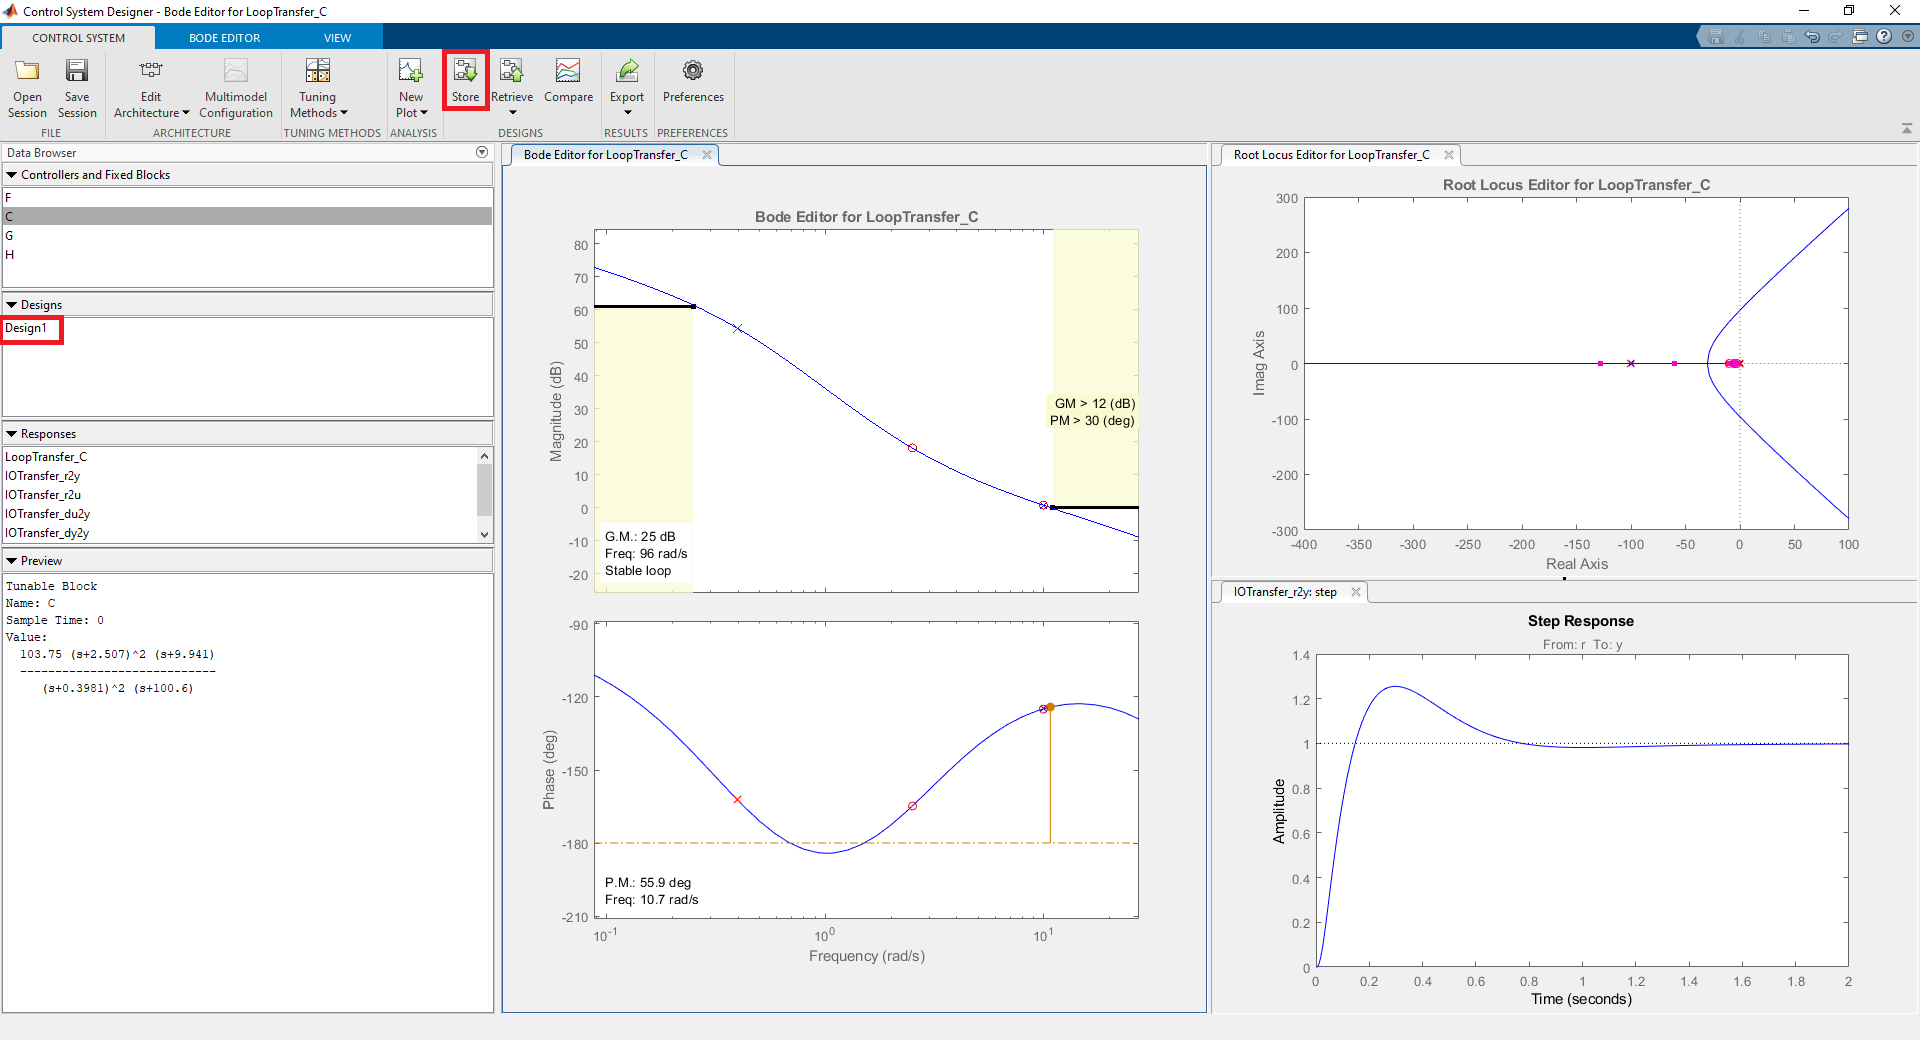 Control System Designer - Bode Editor for LoopTransfer_C
CONTROL SYSTEM
BODE EDITOR
VIEW
Open Session
Save Session
Edit Architecture
Multimodel Configuration
Tuning Methods
New Plot
Store
Retrieve
Compare
Export
Preferences
FILE
ARCHITECTURE
TUNING METHODS
ANALYSIS
DESIGNS
RESULTS
PREFERENCES
Data Browser
Controllers and Fixed Blocks
F
C
G
H
Designs
Design1
Responses
LoopTransfer_C
IOTransfer_r2y
IOTransfer_r2u
IOTransfer_du2y
IOTransfer_dy2y
Preview
Tunable Block
Name: C
Sample Time: 0
Value:
103.75 (s+2.507)^2 (s+9.941)
----------------------------
(s+0.3981)^2 (s+100.6)
Bode Editor for LoopTransfer_C
Bode Editor for LoopTransfer_C
Magnitude (dB)
80
70
60
50
40
30
20
10
0
-10
-20
GM > 12 (dB)
PM > 30 (deg)
G.M.: 25 dB
Freq: 96 rad/s
Stable loop
Phase (deg)
-90
-120
-150
-180
-210
P.M.: 55.9 deg
Freq: 10.7 rad/s
10^-1
10^0
10^1
Frequency (rad/s)
Root Locus Editor for LoopTransfer_C
Root Locus Editor for LoopTransfer_C
Imag Axis
300
200
100
0
-100
-200
-300
-400 -350 -300 -250 -200 -150 -100 -50 0 50 100
Real Axis
IOTransfer_r2y: step
Step Response
From: r To: y
Amplitude
1.4
1.2
1
0.8
0.6
0.4
0.2
0
0 0.2 0.4 0.6 0.8 1 1.2 1.4 1.6 1.8 2
Time (seconds)